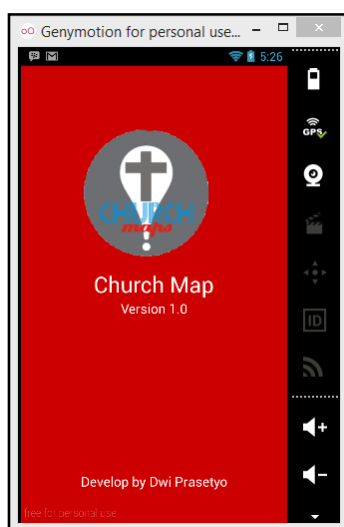 Genymotion for personal use...
5:26
GPS
CHURCH
maps
Church Map
Version 1.0
ID
Develop by Dwi Prasetyo
free for personal use